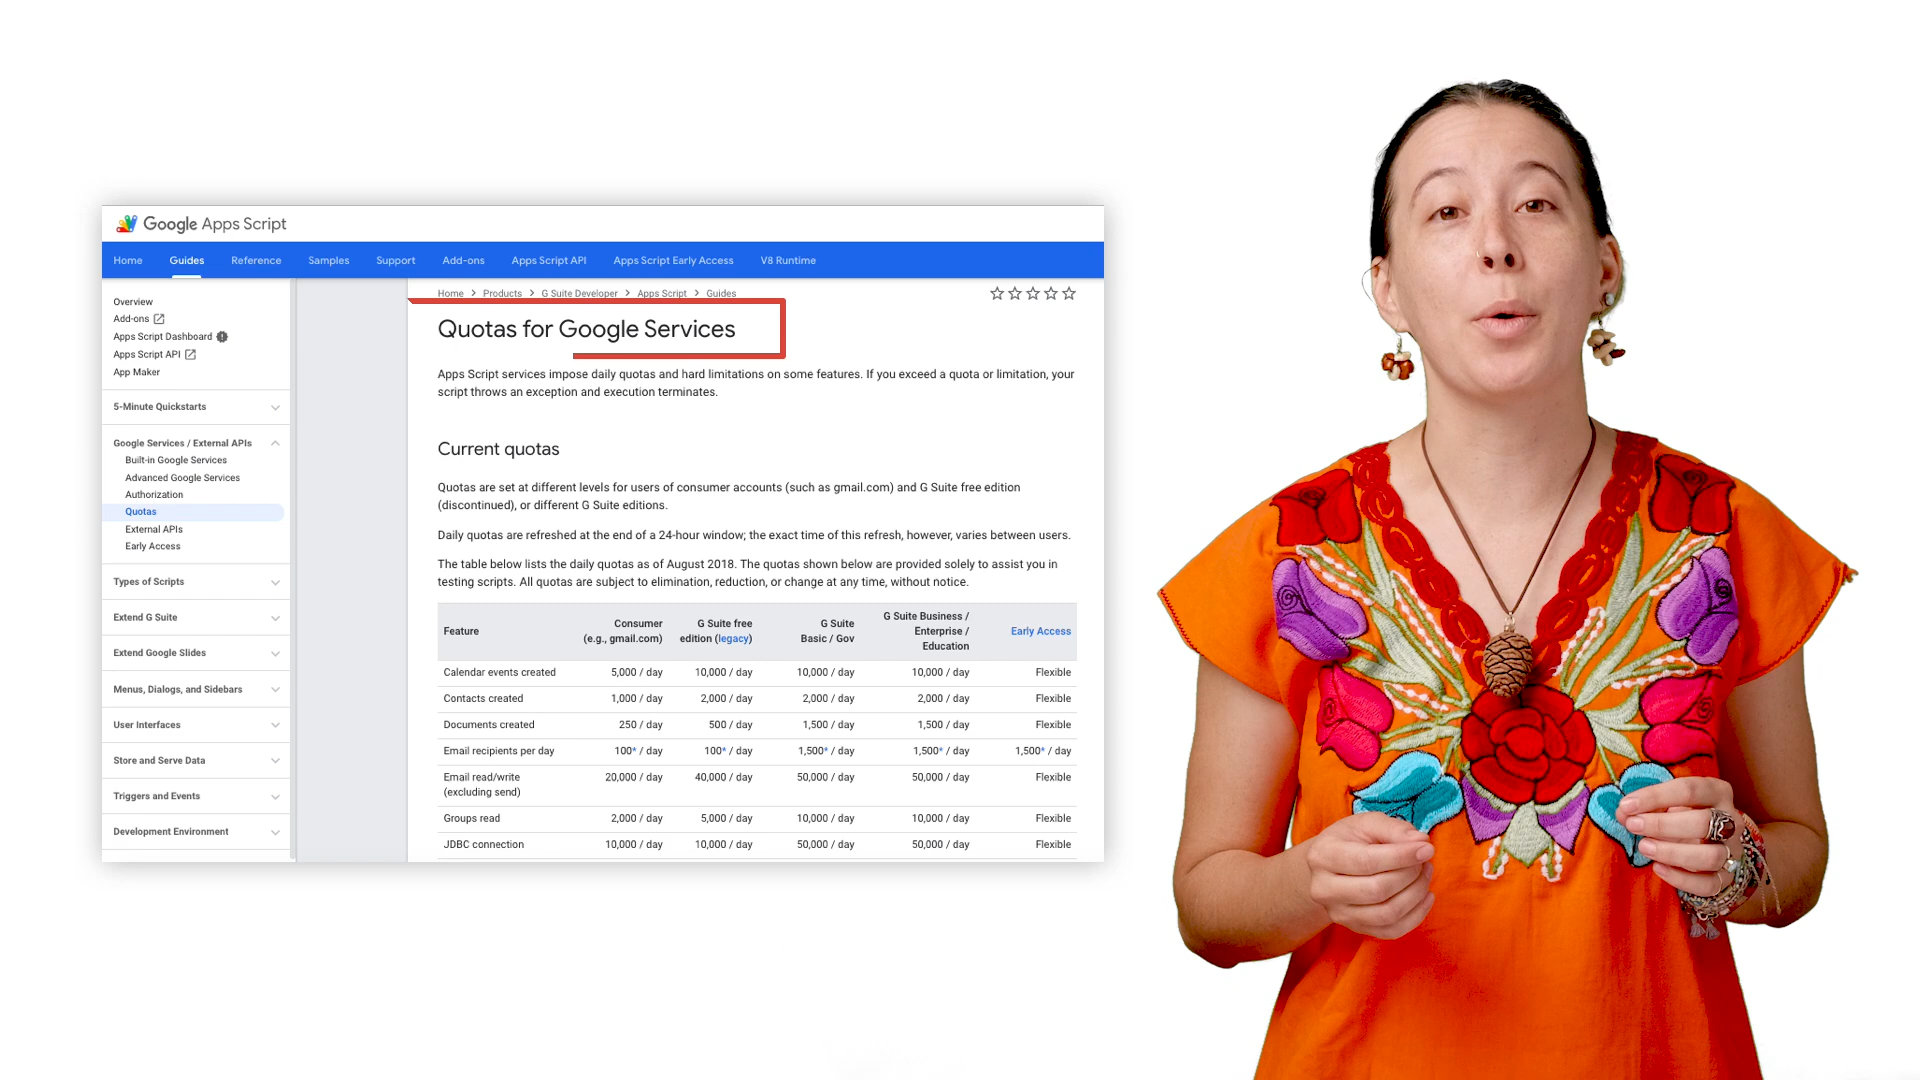 Google Apps Script
Home Guides Reference Samples Support Add-ons Apps Script API Apps Script Early Access V8 Runtime
Overview
Add-ons
Apps Script Dashboard
Apps Script API
App Maker
5-Minute Quickstarts
Google Services / External APIs
Built-in Google Services
Advanced Google Services
Authorization
Quotas
External APIs
Early Access
Types of Scripts
Extend G Suite
Extend Google Slides
Menus, Dialogs, and Sidebars
User Interfaces
Store and Serve Data
Triggers and Events
Development Environment
Home > Products > G Suite Developer > Apps Script > Guides
Quotas for Google Services
Apps Script services impose daily quotas and hard limitations on some features. If you exceed a quota or limitation, your
script throws an exception and execution terminates.
Current quotas
Quotas are set at different levels for users of consumer accounts (such as gmail.com) and G Suite free edition
(discontinued), or different G Suite editions.
Daily quotas are refreshed at the end of a 24-hour window; the exact time of this refresh, however, varies between users.
The table below lists the daily quotas as of August 2018. The quotas shown below are provided solely to assist you in
testing scripts. All quotas are subject to elimination, reduction, or change at any time, without notice.
Feature Consumer (e.g., gmail.com) G Suite free edition (legacy) G Suite Basic / Gov G Suite Business / Enterprise / Education Early Access
Calendar events created 5,000 / day 10,000 / day 10,000 / day 10,000 / day Flexible
Contacts created 1,000 / day 2,000 / day 2,000 / day 2,000 / day Flexible
Documents created 250 / day 500 / day 1,500 / day 1,500 / day Flexible
Email recipients per day 100* / day 100* / day 1,500* / day 1,500* / day 1,500* / day
Email read/write (excluding send) 20,000 / day 40,000 / day 50,000 / day 50,000 / day Flexible
Groups read 2,000 / day 5,000 / day 10,000 / day 10,000 / day Flexible
JDBC connection 10,000 / day 10,000 / day 50,000 / day 50,000 / day Flexible